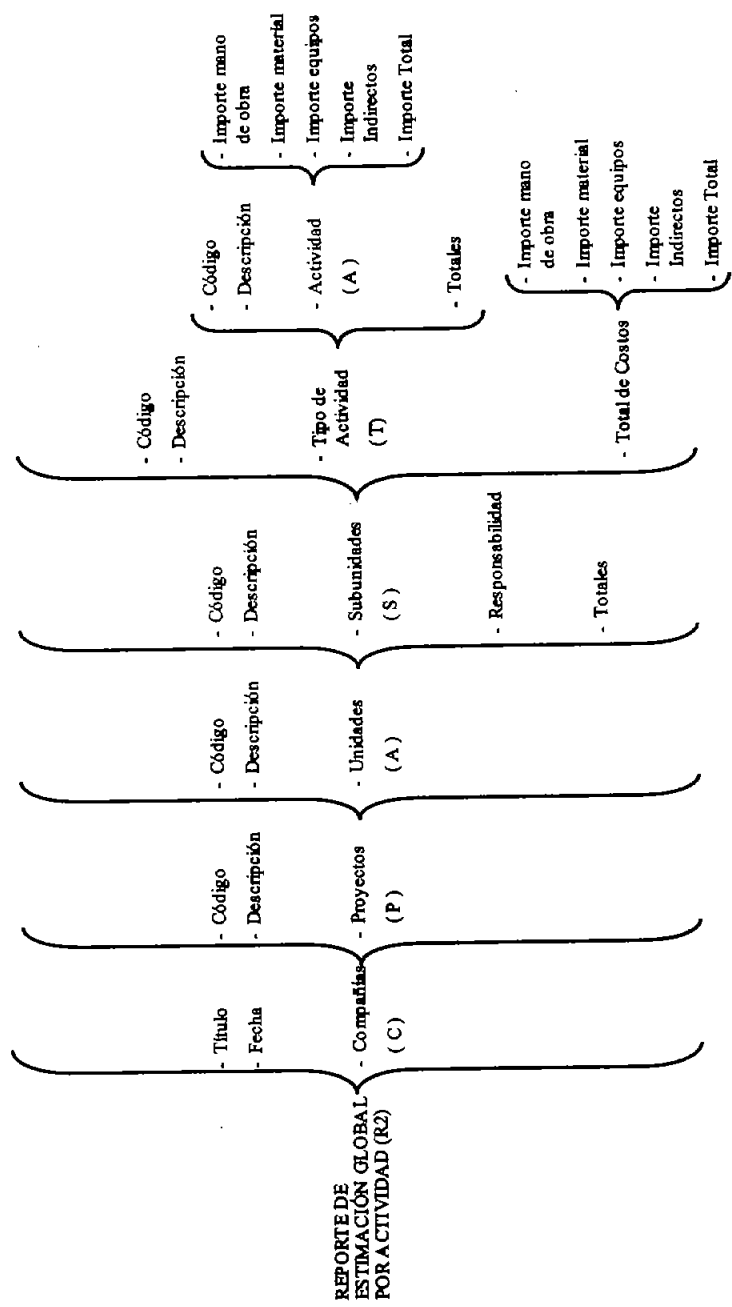 REPORTE DE
ESTIMACIÓN GLOBAL
POR ACTIVIDAD (R2)
- Título
- Fecha
- Compañías
( C )
- Código
- Descripción
- Proyectos
( P )
- Código
- Descripción
- Unidades
( A )
- Código
- Descripción
- Subunidades
( S )
- Responsabilidad
- Totales
- Código
- Descripción
- Tipo de
Actividad
( T )
- Total de Costos
- Código
- Descripción
- Actividad
( A )
- Totales
- Importe mano
de obra
- Importe material
- Importe equipos
- Importe
Indirectos
- Importe Total
- Importe mano
de obra
- Importe material
- Importe equipos
- Importe
Indirectos
- Importe Total